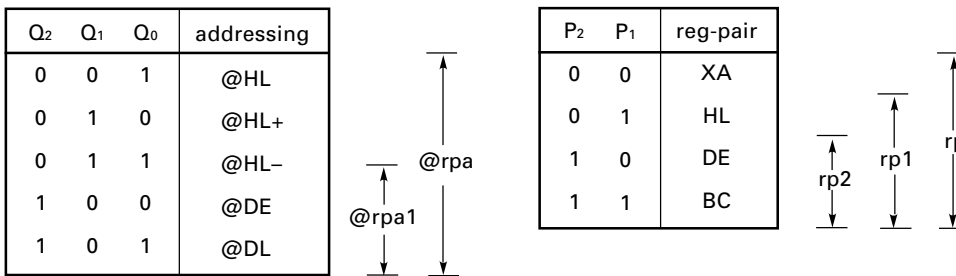 Q2 Q1 Q0 addressing
0 0 1 @HL
0 1 0 @HL+
0 1 1 @HL–
1 0 0 @DE
1 0 1 @DL
@rpa1
@rpa
P2 P1 reg-pair
0 0 XA
0 1 HL
1 0 DE
1 1 BC
rp2
rp1